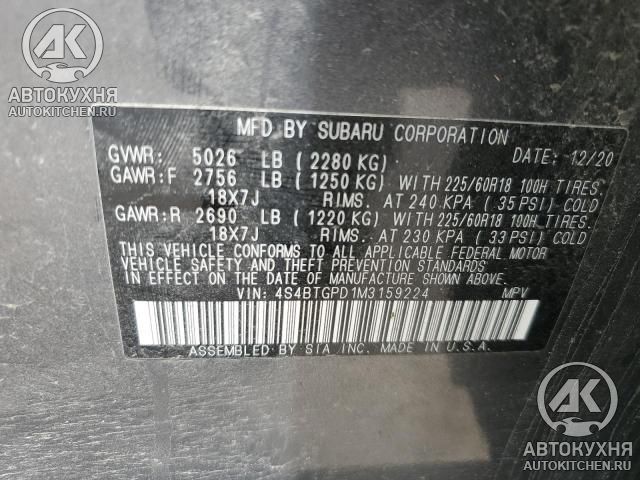 AK
АВТОКУХНЯ
AUTOKITCHEN.RU
MFD BY SUBARU CORPORATION
GVWR: 5026 LB ( 2280 KG) DATE: 12/20
GAWR:F 2756 LB ( 1250 KG) WITH 225/60R18 100H TIRES.
18X7J RIMS. AT 240 KPA ( 35 PSI) COLD
GAWR:R 2690 LB ( 1220 KG) WITH 225/60R18 100H TIRES.
18X7J RIMS. AT 230 KPA ( 33 PSI) COLD
THIS VEHICLE CONFORMS TO ALL APPLICABLE FEDERAL MOTOR
VEHICLE SAFETY AND THEFT PREVENTION STANDARDS
IN EFFECT ON THE DATE OF MANUFACTURE SHOWN ABOVE.
VIN: 4S4BTGPD1M3159224 MPV
ASSEMBLED BY SIA INC. MADE IN U.S.A.
AK
АВТОКУХНЯ
AUTOKITCHEN.RU